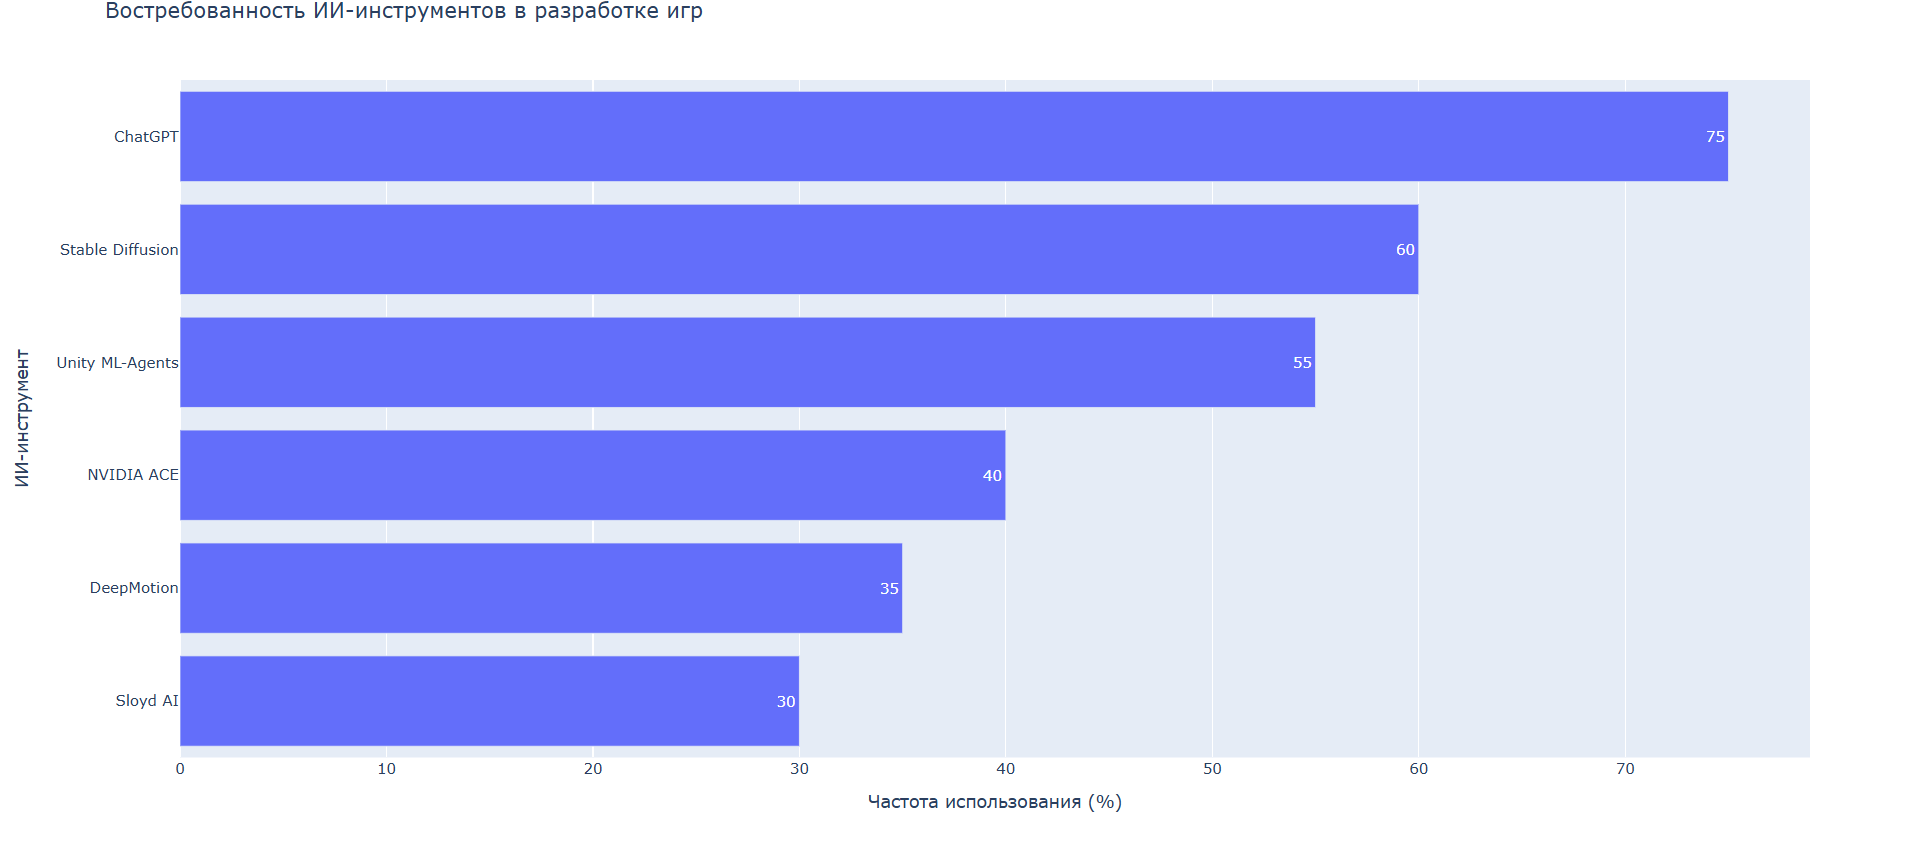 Востребованность ИИ-инструментов в разработке игр
ChatGPT
75
Stable Diffusion
60
Unity ML-Agents
55
NVIDIA ACE
40
DeepMotion
35
Sloyd AI
30
ИИ-инструмент
0 10 20 30 40 50 60 70
Частота использования (%)